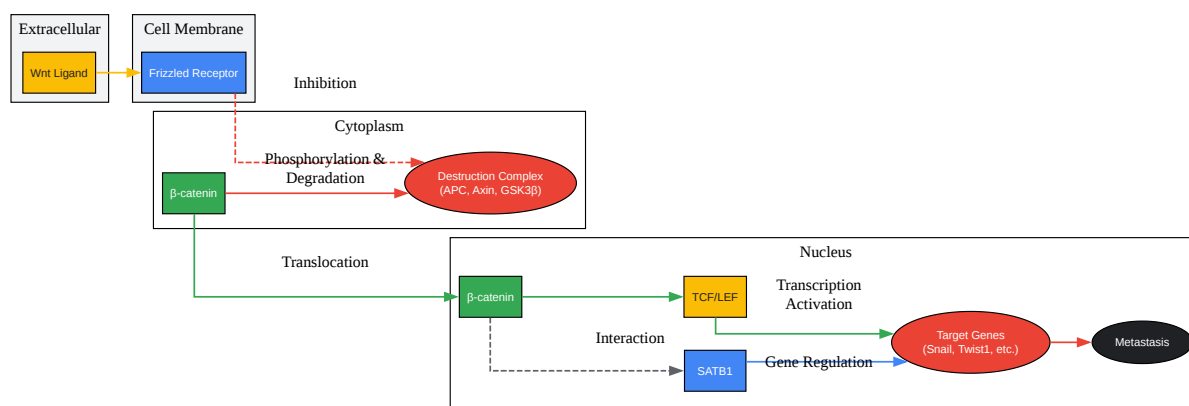 Extracellular
Cell Membrane
Wnt Ligand
Frizzled Receptor
Inhibition
Cytoplasm
Phosphorylation &
Degradation
Destruction Complex
(APC, Axin, GSK3β)
β-catenin
Translocation
Nucleus
β-catenin
TCF/LEF
Transcription
Activation
Interaction
Target Genes
(Snail, Twist1, etc.)
Metastasis
SATB1
Gene Regulation